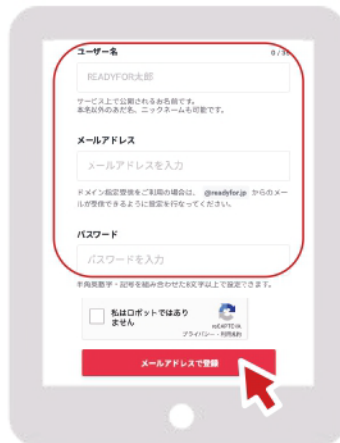 ユーザー名
READYFOR太郎
サービス上で公開されるお名前です。
本名以外のあだ名、ニックネームも可能です。
メールアドレス
メールアドレスを入力
ドメイン指定受信をご利用の場合は、 @readyfor.jp からのメー
ルが受信できるように設定を行なってください。
パスワード
パスワードを入力
半角英数字・記号を組み合わせた8文字以上で設定できます。
私はロボットではあり
ません
reCAPTCHA
プライバシー - 利用規約
メールアドレスで登録